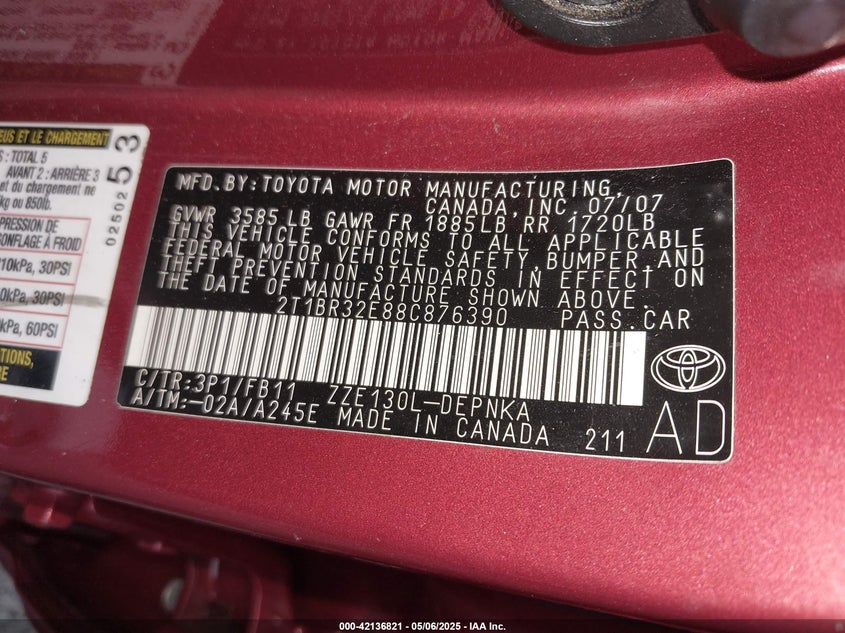 EUS ET LE CHARGEMENT
S : TOTAL 5
AVANT 2 : ARRIÈRE 3
et du chargement ne
kg ou 850lb.
PRESSION DE
GONFLAGE À FROID
10kPa, 30PSI
0kPa, 30PSI
kPa, 60PSI
0250253
MFD. BY: TOYOTA MOTOR MANUFACTURING,
CANADA, INC. 07/07
GVWR 3585 LB GAWR FR 1885LB RR 1720LB
THIS VEHICLE CONFORMS TO ALL APPLICABLE
FEDERAL MOTOR VEHICLE SAFETY, BUMPER AND
THEFT PREVENTION STANDARDS IN EFFECT ON
THE DATE OF MANUFACTURE SHOWN ABOVE.
2T1BR32E88C876390 PASS. CAR
C/TR:3P1/FB11 ZZE130L-DEPNKA
A/TM:-02A/A245E MADE IN CANADA 211 AD
000-42136821 - 05/06/2025 - IAA Inc.